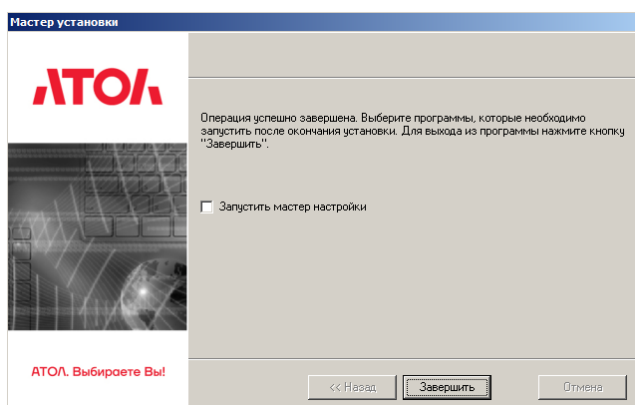 Мастер установки
АТОЛ
Операция успешно завершена. Выберите программы, которые необходимо
запустить после окончания установки. Для выхода из программы нажмите кнопку
"Завершить".
Запустить мастер настройки
АТОЛ. Выбираете Вы!
<< Назад
Завершить
Отмена